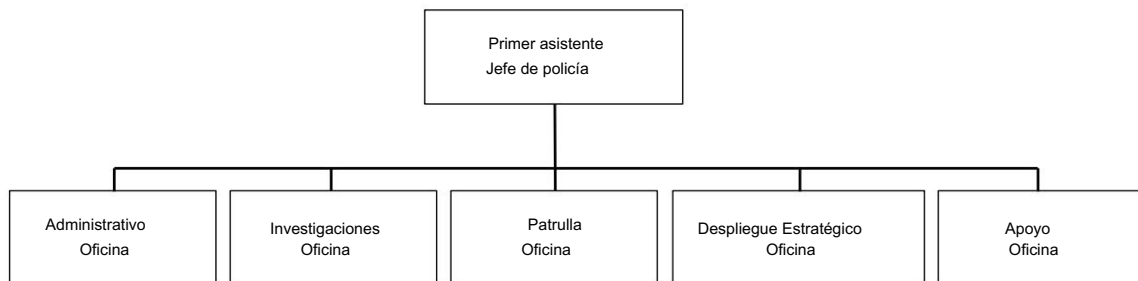 Primer asistente
Jefe de policía
Administrativo
Oficina
Investigaciones
Oficina
Patrulla
Oficina
Despliegue Estratégico
Oficina
Apoyo
Oficina